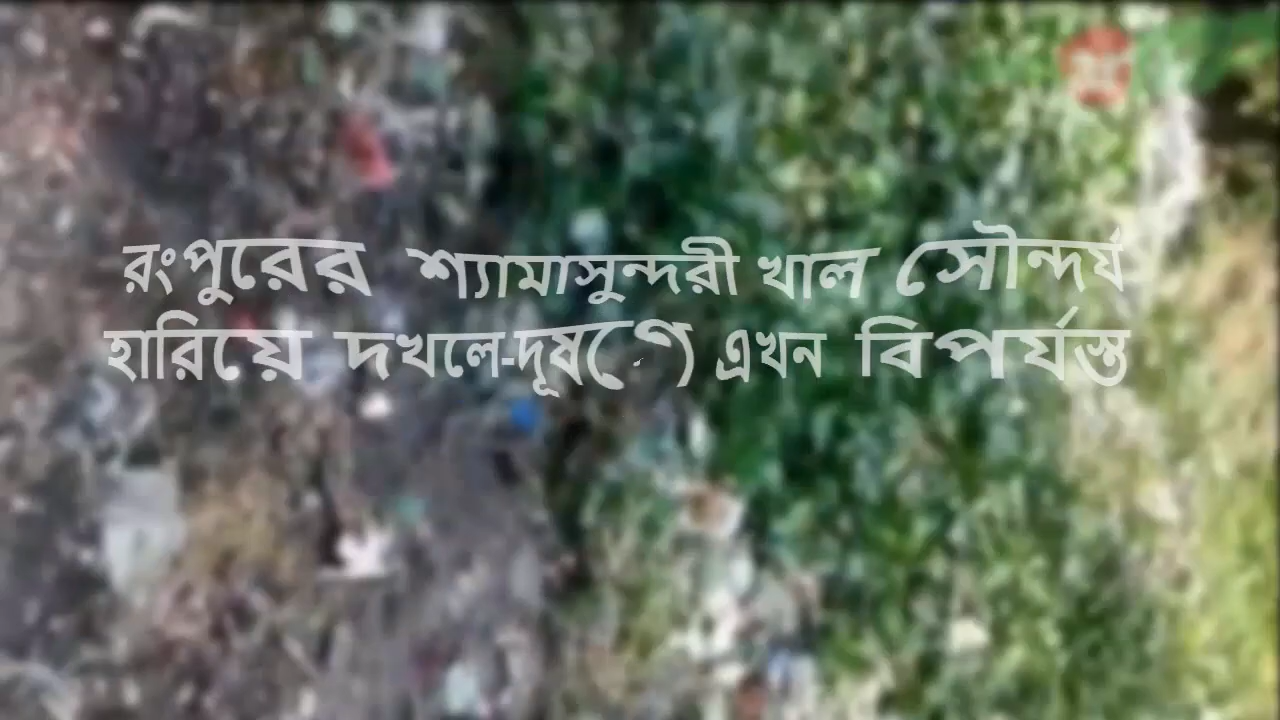 রংপুরের শ্যামাসুন্দরী খাল সৌন্দর্য
হারিয়ে দখলে-দূষণে এখন বিপর্যস্ত